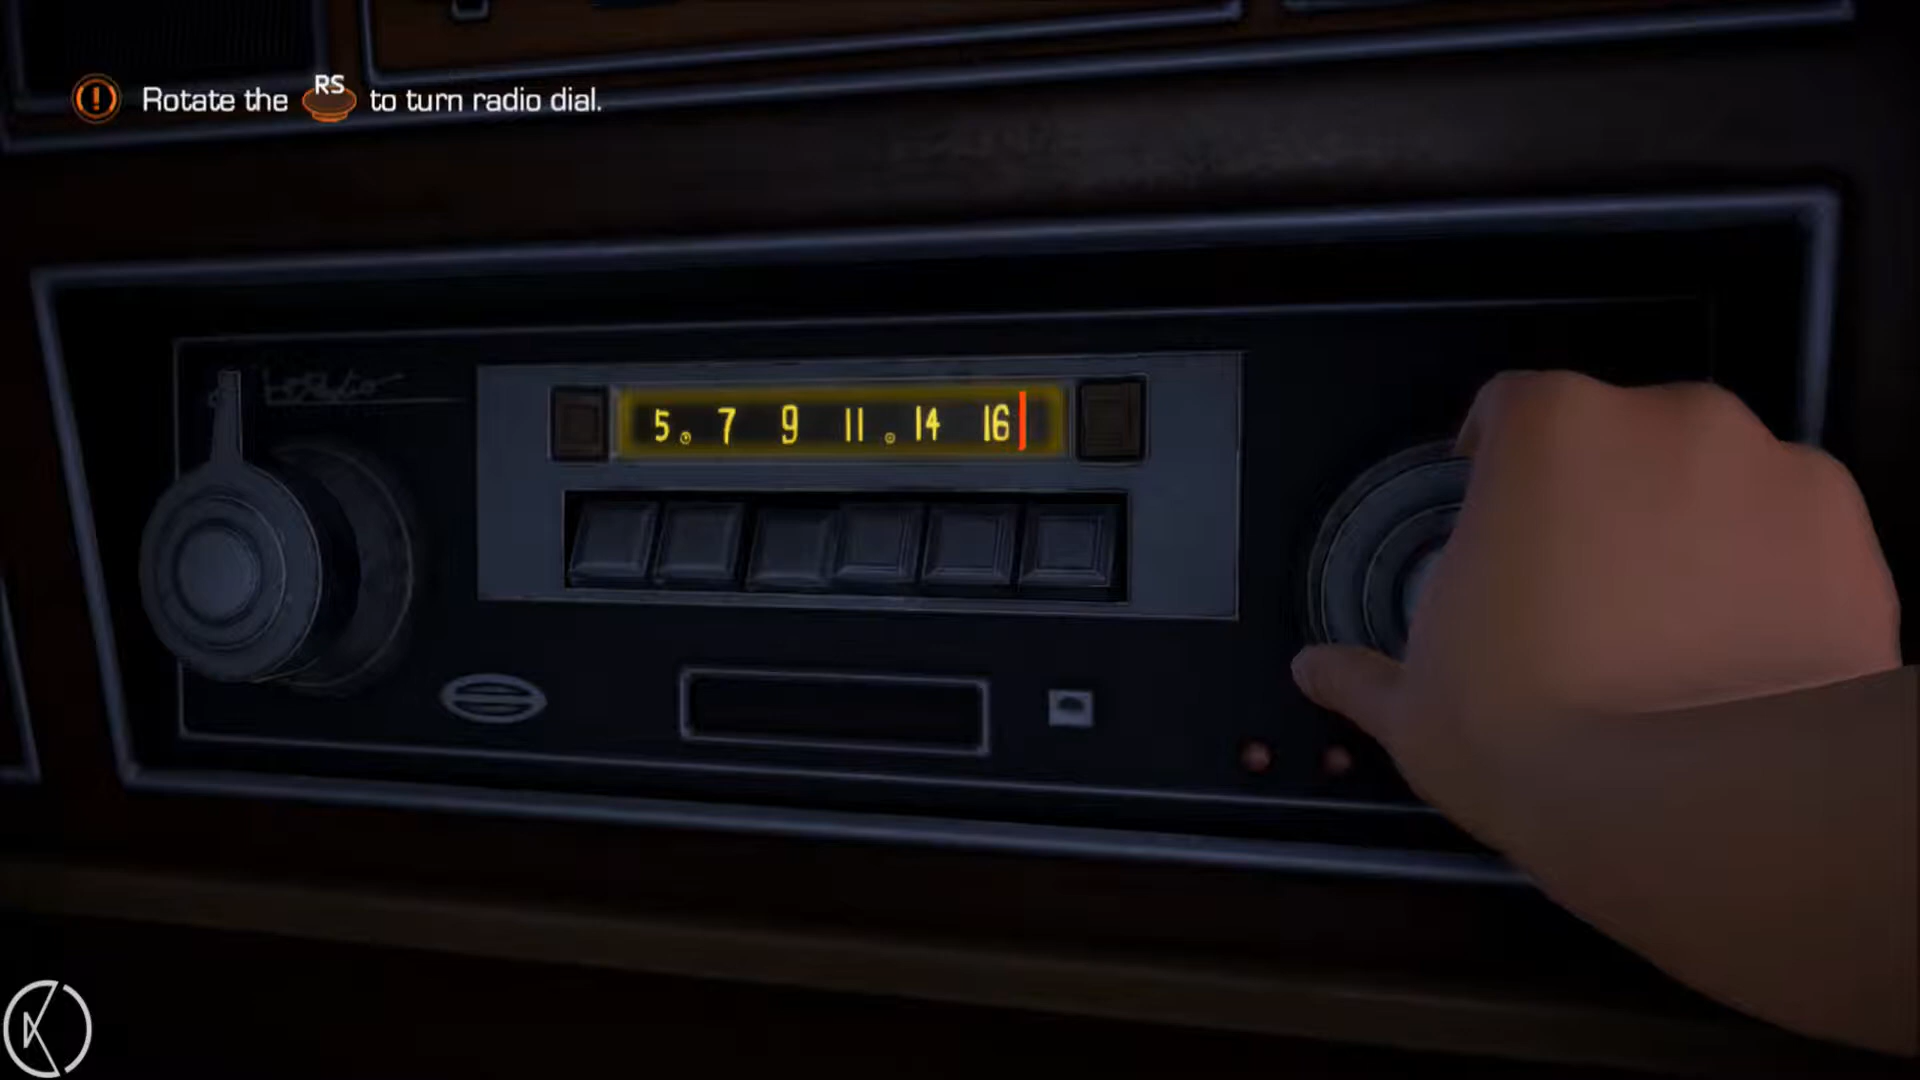 Rotate the RS to turn radio dial.
5 7 9 11 14 16